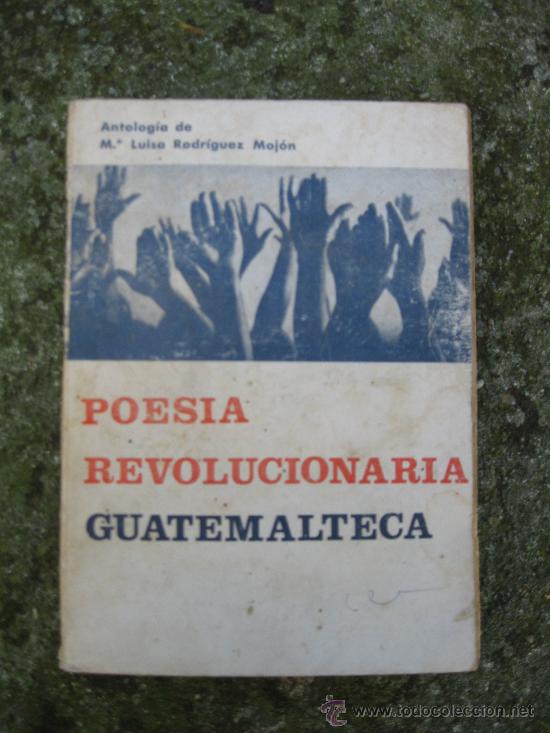 Antología de
M.ª Luisa Rodríguez Mojón
POESIA
REVOLUCIONARIA
GUATEMALTECA
www.todocoleccion.net